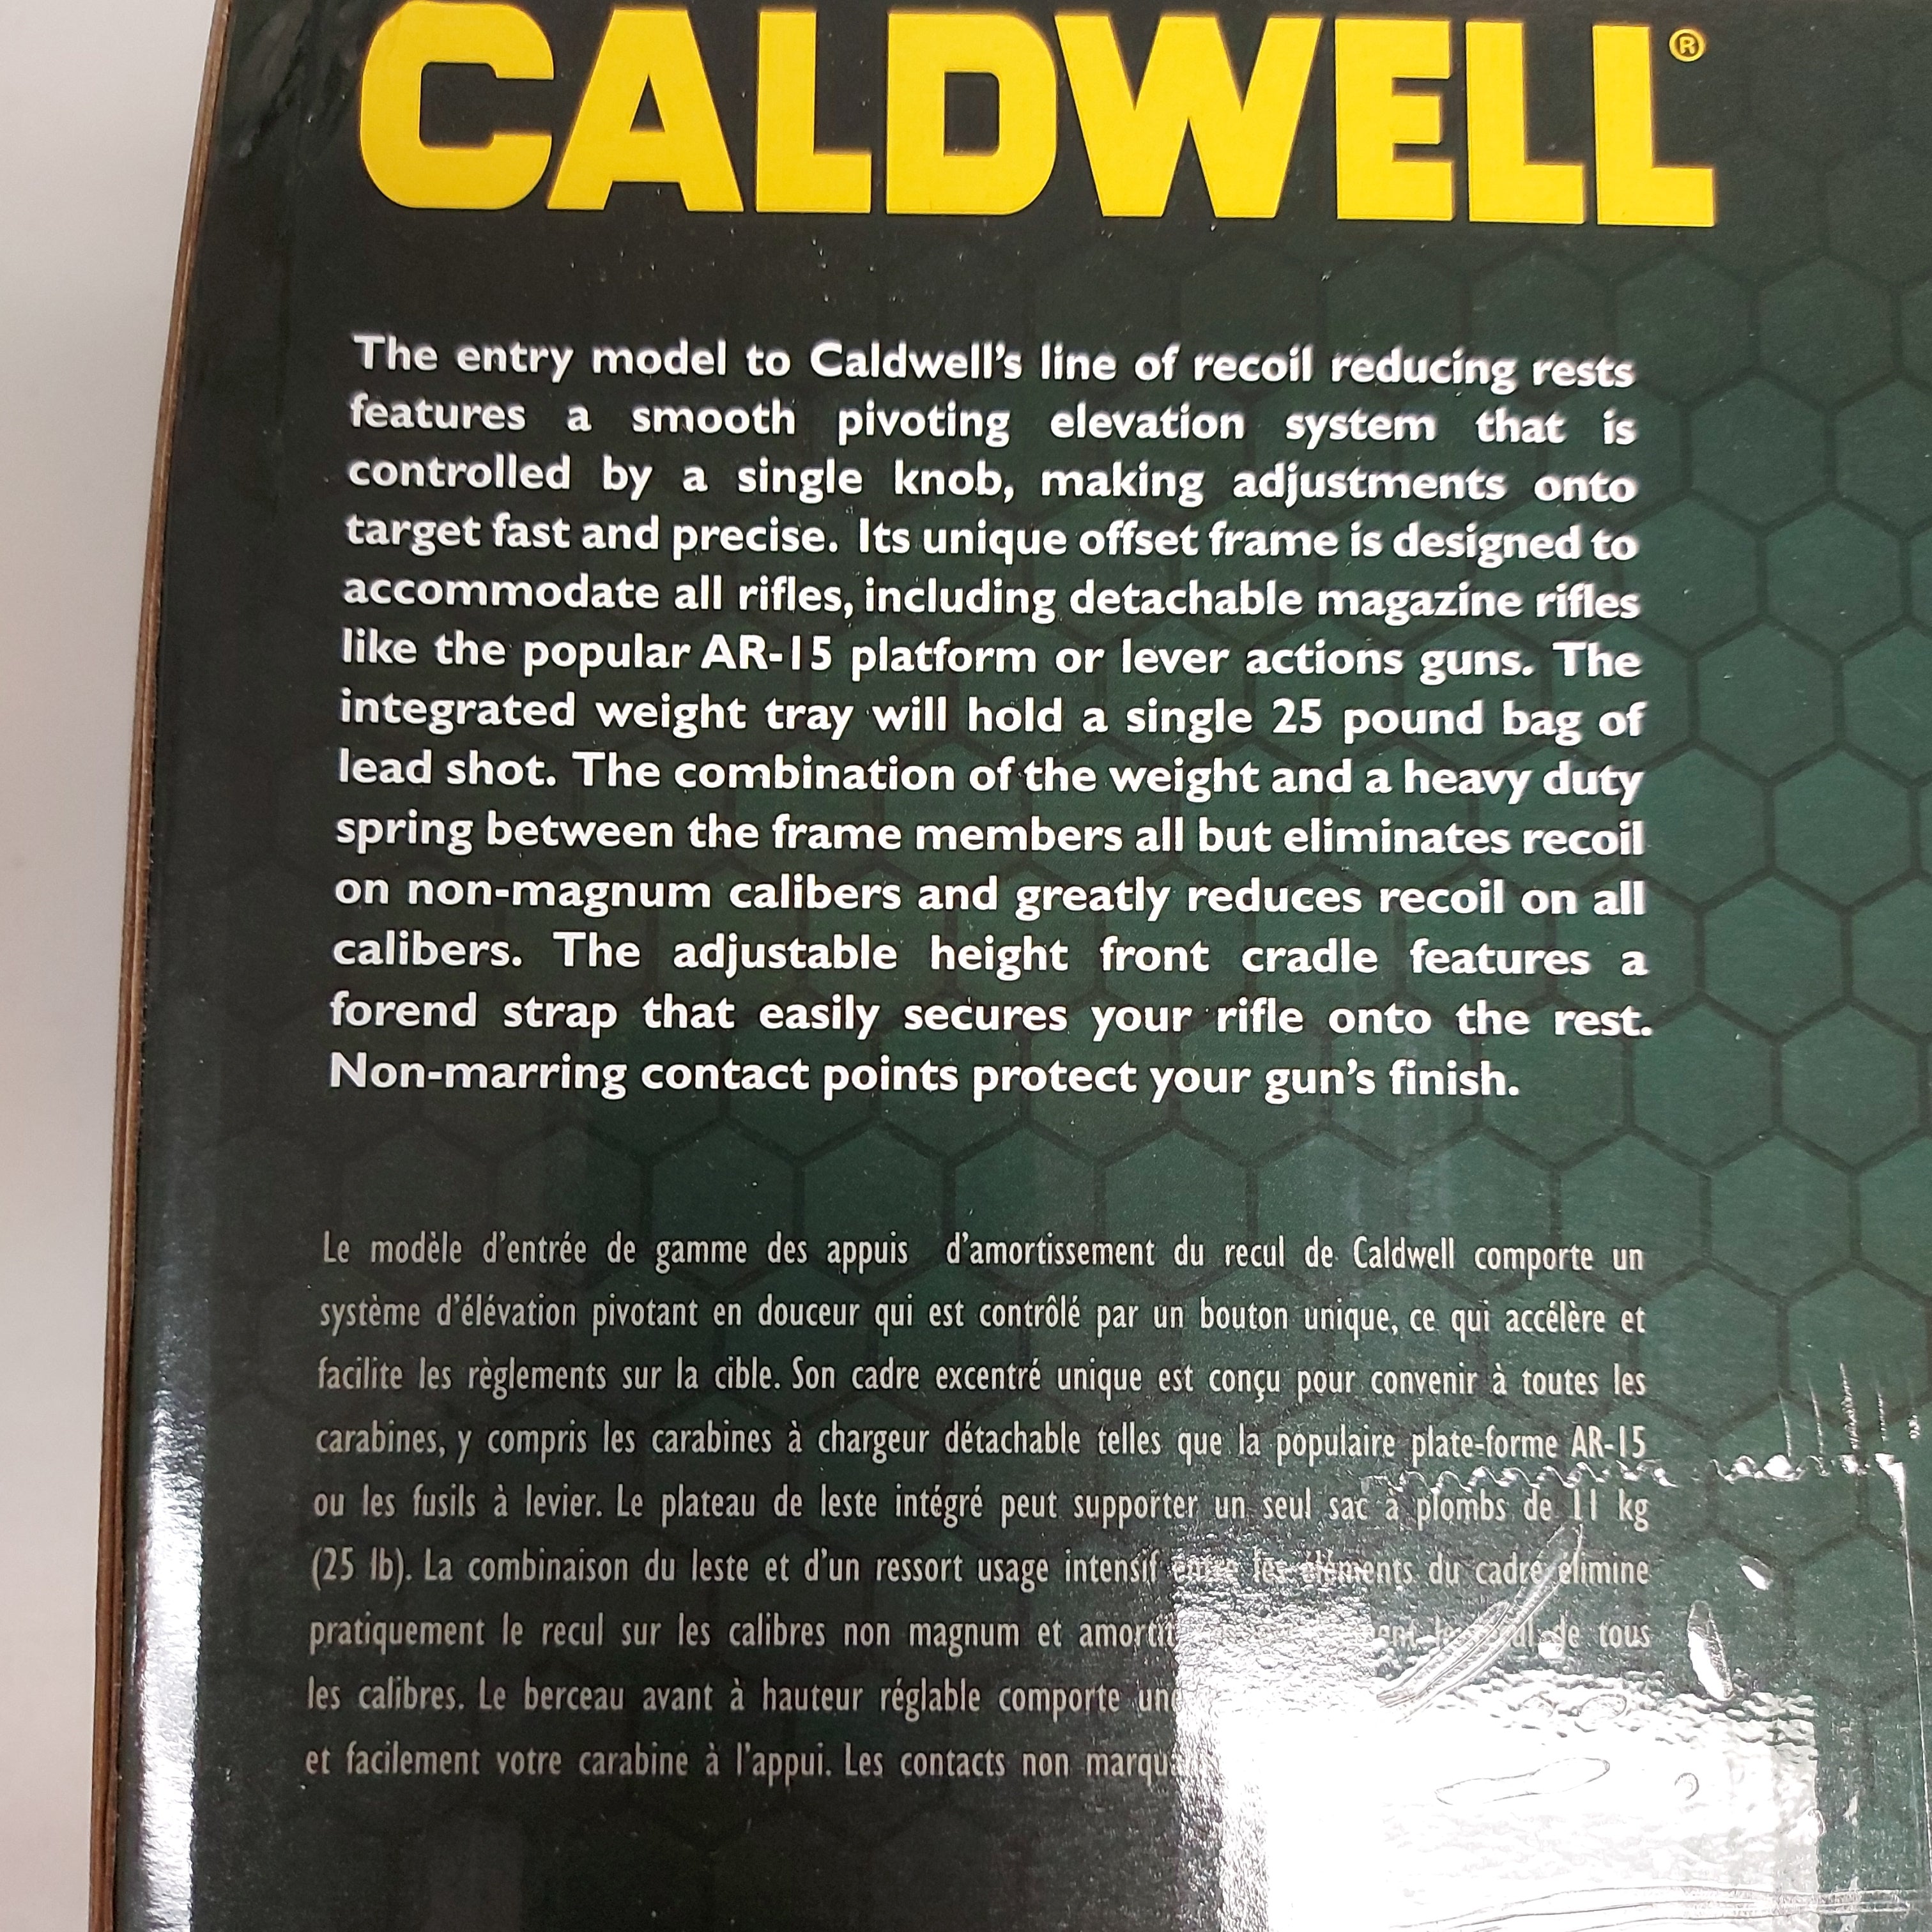 CALDWELL®
The entry model to Caldwell's line of recoil reducing rests
features a smooth pivoting elevation system that is
controlled by a single knob, making adjustments onto
target fast and precise. Its unique offset frame is designed to
accommodate all rifles, including detachable magazine rifles
like the popular AR-15 platform or lever actions guns. The
integrated weight tray will hold a single 25 pound bag of
lead shot. The combination of the weight and a heavy duty
spring between the frame members all but eliminates recoil
on non-magnum calibers and greatly reduces recoil on all
calibers. The adjustable height front cradle features a
forend strap that easily secures your rifle onto the rest.
Non-marring contact points protect your gun's finish.
Le modèle d'entrée de gamme des appuis d'amortissement du recul de Caldwell comporte un
système d'élévation pivotant en douceur qui est contrôlé par un bouton unique, ce qui accélère et
facilite les règlements sur la cible. Son cadre excentré unique est conçu pour convenir à toutes les
carabines, y compris les carabines à chargeur détachable telles que la populaire plate-forme AR-15
ou les fusils à levier. Le plateau de leste intégré peut supporter un seul sac à plombs de 11 kg
(25 lb). La combinaison du leste et d'un ressort usage intensif entre les éléments du cadre élimine
pratiquement le recul sur les calibres non magnum et amortit recul de tous
les calibres. Le berceau avant à hauteur réglable comporte une
et facilement votre carabine à l'appui. Les contacts non